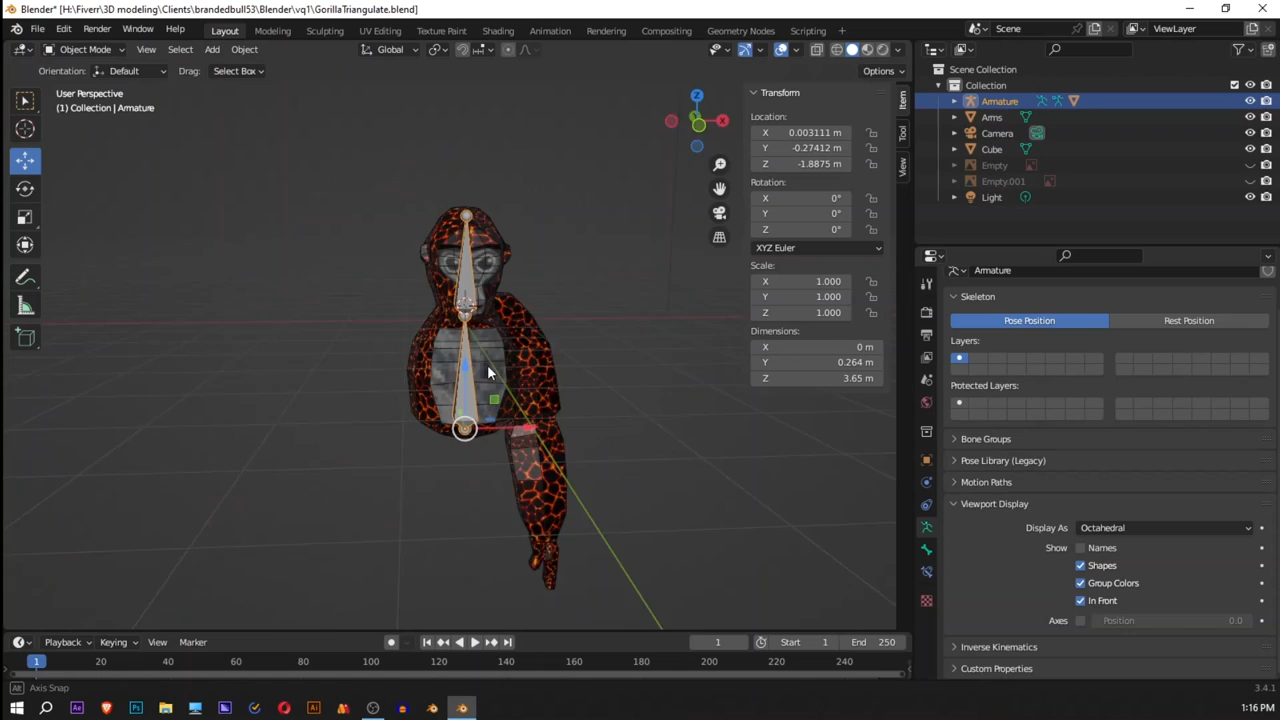 Blender* [H:\Fiverr\3D modeling\Clients\brandedbull53\Blender\vq1\GorillaTriangulate.blend]
File Edit Render Window Help Layout Modeling Sculpting UV Editing Texture Paint Shading Animation Rendering Compositing Geometry Nodes Scripting Scene ViewLayer
Object Mode View Select Add Object Global
Orientation: Default Drag: Select Box Options
User Perspective
(1) Collection | Armature
Z
X
Transform
Location:
X 0.003111 m
Y -0.27412 m
Z -1.8875 m
Rotation:
X 0°
Y 0°
Z 0°
XYZ Euler
Scale:
X 1.000
Y 1.000
Z 1.000
Dimensions:
X 0 m
Y 0.264 m
Z 3.65 m
Item
Tool
View
Scene Collection
Collection
Armature
Arms
Camera
Cube
Empty
Empty.001
Light
Armature
Skeleton
Pose Position Rest Position
Layers:
Protected Layers:
Bone Groups
Pose Library (Legacy)
Motion Paths
Viewport Display
Display As Octahedral
Show Names
Shapes
Group Colors
In Front
Axes Position 0.0
Inverse Kinematics
Custom Properties
Playback Keying View Marker 1 Start 1 End 250
1 20 40 60 80 100 120 140 160 180 200 220 240
Alt Axis Snap 3.4.1
Ae Ps Ai 1:16 PM